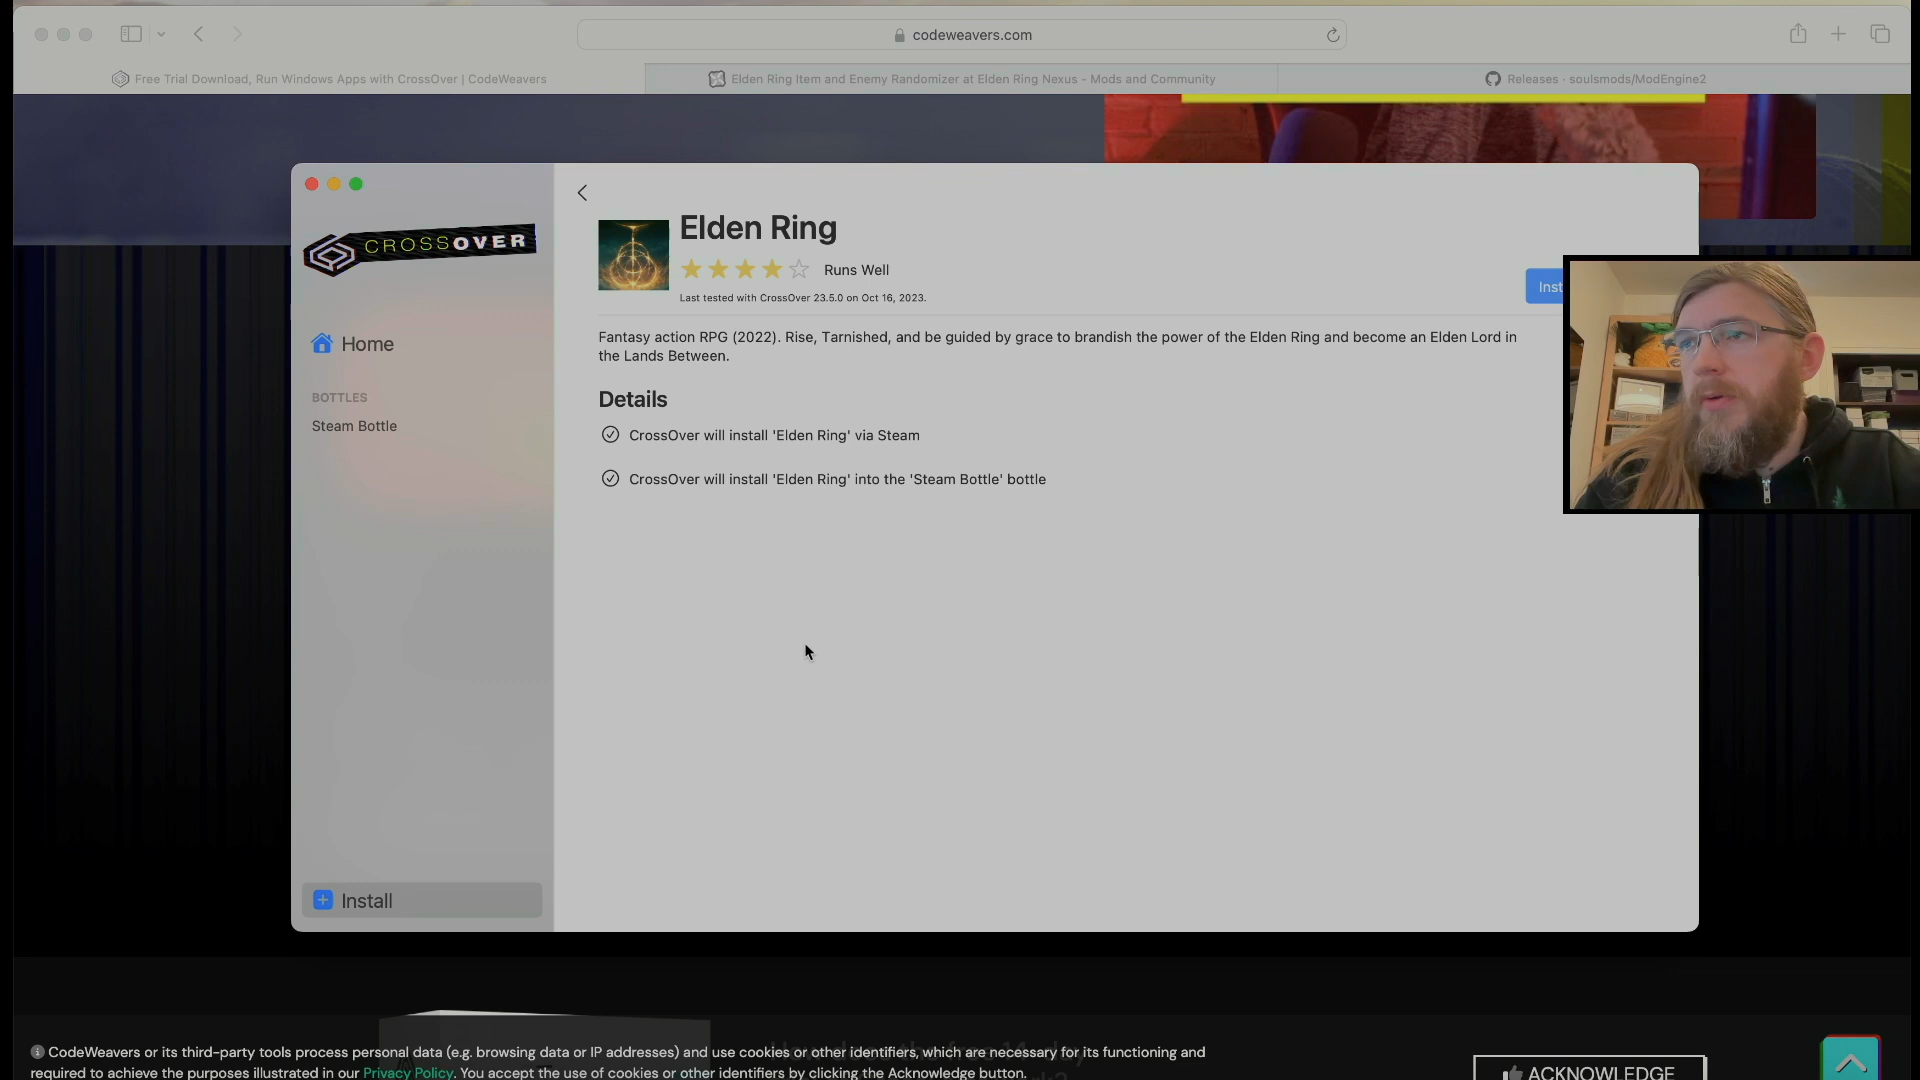 codeweavers.com
Free Trial Download, Run Windows Apps with CrossOver | CodeWeavers
Elden Ring Item and Enemy Randomizer at Elden Ring Nexus - Mods and Community
Releases · soulsmods/ModEngine2
CROSSOVER
Home
BOTTLES
Steam Bottle
Install
Elden Ring
Runs Well
Last tested with CrossOver 23.5.0 on Oct 16, 2023.
Inst
Fantasy action RPG (2022). Rise, Tarnished, and be guided by grace to brandish the power of the Elden Ring and become an Elden Lord in
the Lands Between.
Details
CrossOver will install 'Elden Ring' via Steam
CrossOver will install 'Elden Ring' into the 'Steam Bottle' bottle
CodeWeavers or its third-party tools process personal data (e.g. browsing data or IP addresses) and use cookies or other identifiers, which are necessary for its functioning and
required to achieve the purposes illustrated in our Privacy Policy. You accept the use of cookies or other identifiers by clicking the Acknowledge button.
ACKNOWLEDGE